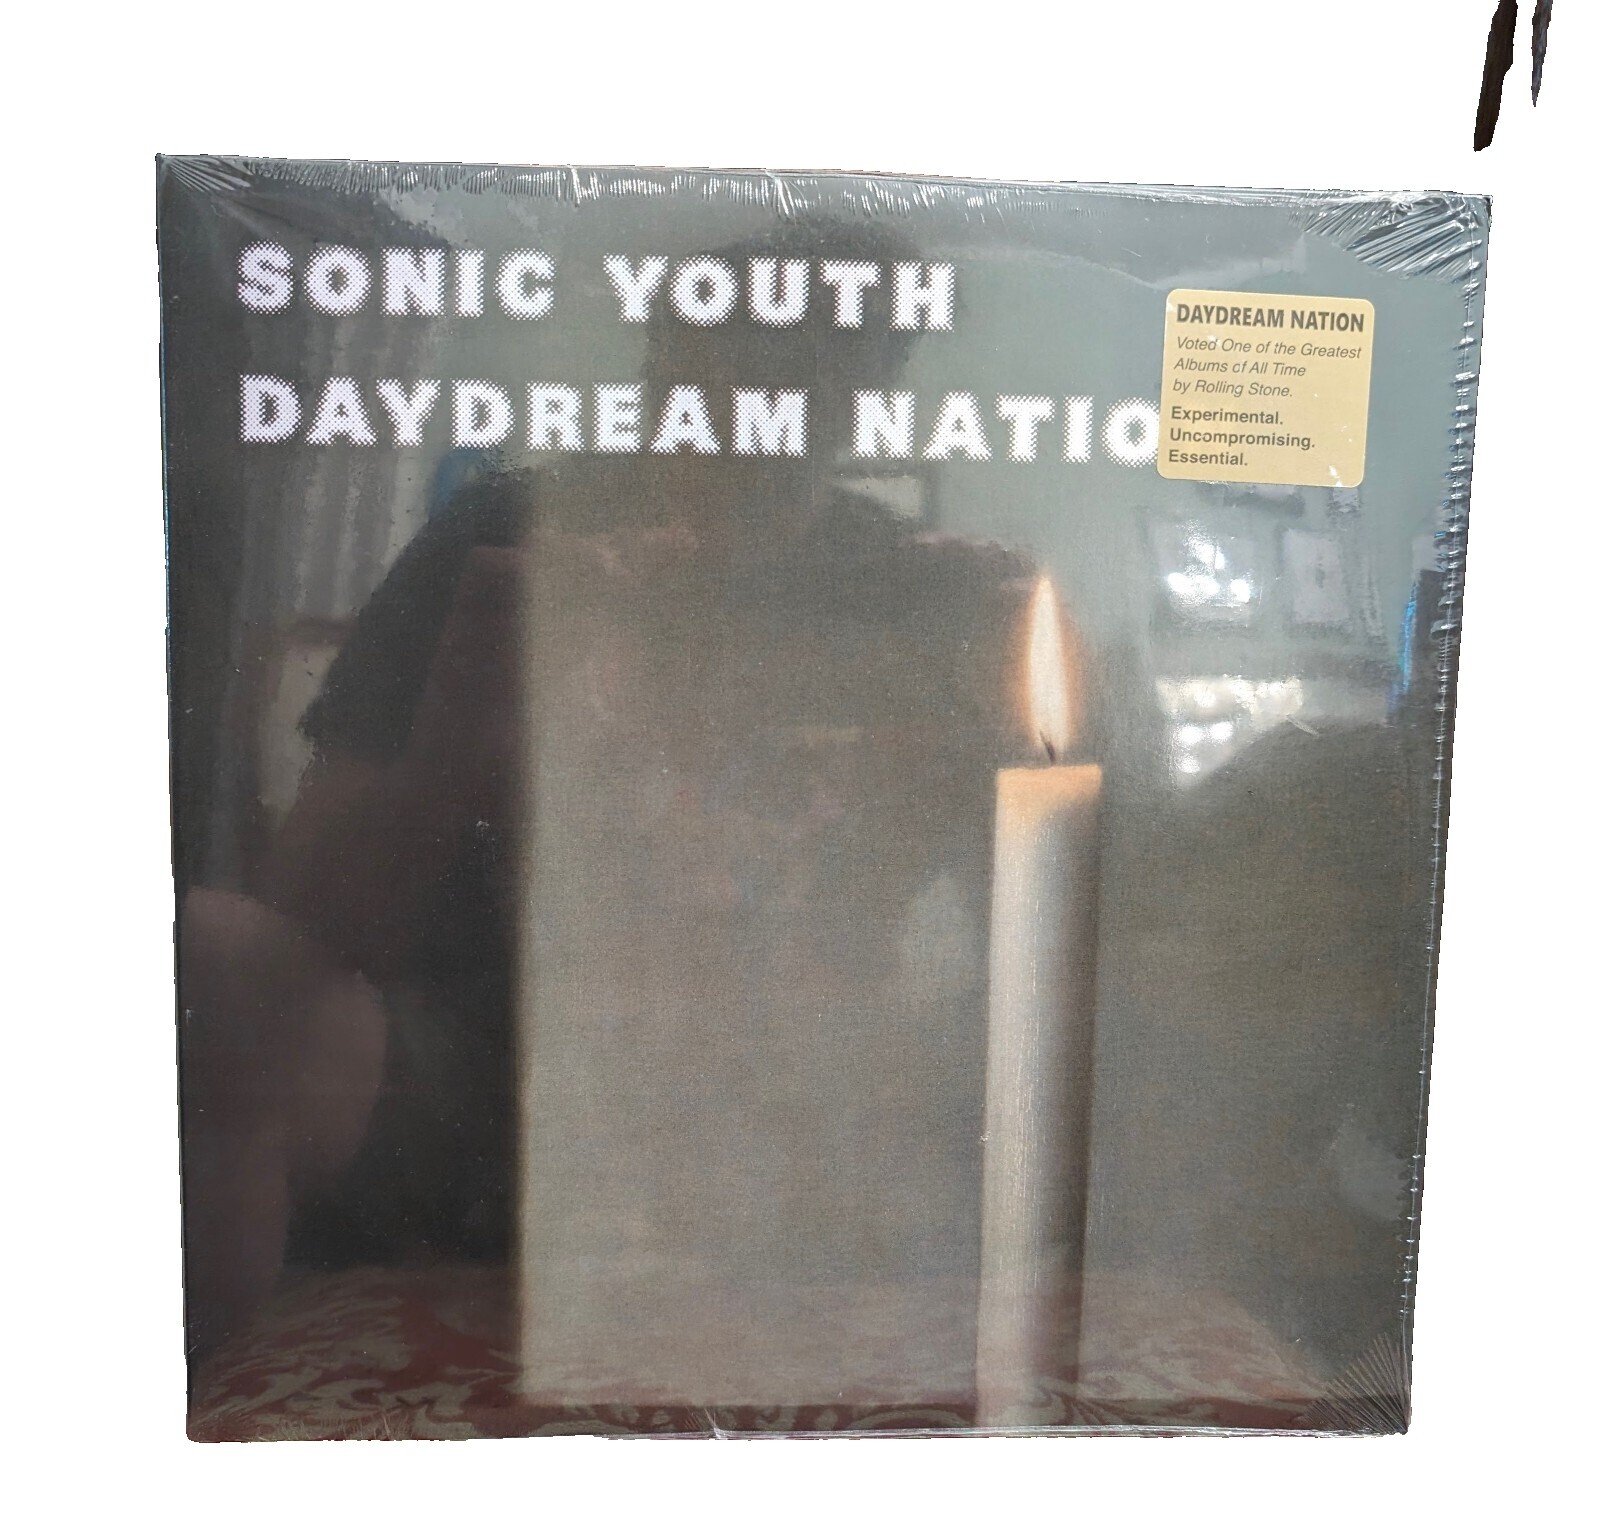 SONIC YOUTH
DAYDREAM NATIO
DAYDREAM NATION
Voted One of the Greatest
Albums of All Time
by Rolling Stone.
Experimental.
Uncompromising.
Essential.